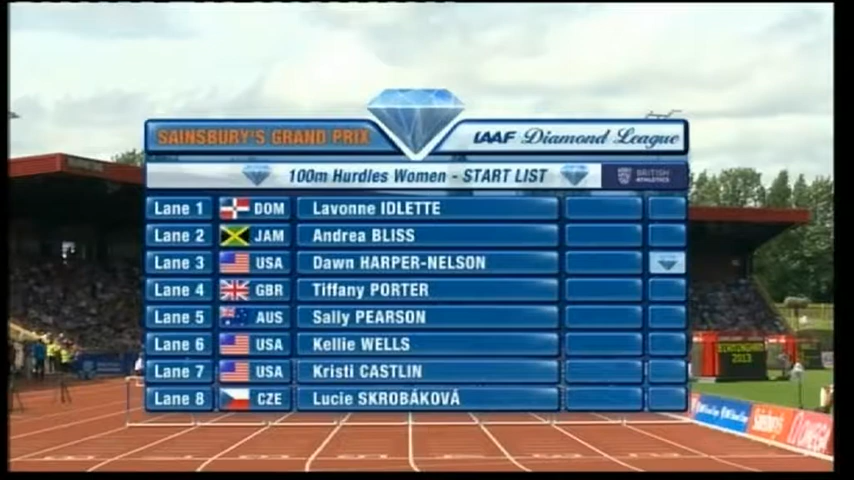 SAINSBURY'S GRAND PRIX
IAAF Diamond League
100m Hurdles Women - START LIST
BRITISH ATHLETICS
Lane 1 DOM Lavonne IDLETTE
Lane 2 JAM Andrea BLISS
Lane 3 USA Dawn HARPER-NELSON
Lane 4 GBR Tiffany PORTER
Lane 5 AUS Sally PEARSON
Lane 6 USA Kellie WELLS
Lane 7 USA Kristi CASTLIN
Lane 8 CZE Lucie SKROBÁKOVÁ
BIRMINGHAM
2013
Sainsbury's
OMEGA